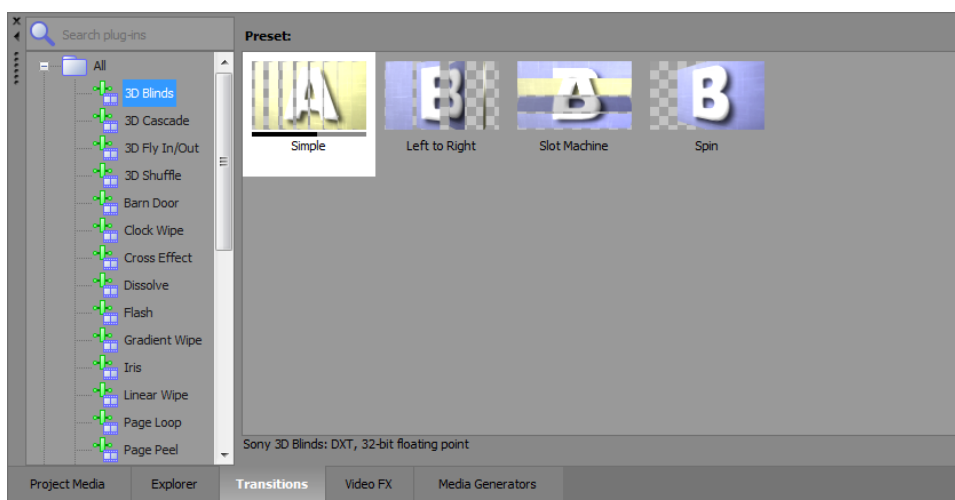 Search plug-ins
All
3D Blinds
3D Cascade
3D Fly In/Out
3D Shuffle
Barn Door
Clock Wipe
Cross Effect
Dissolve
Flash
Gradient Wipe
Iris
Linear Wipe
Page Loop
Page Peel
Preset:
A
B
B
Simple
Left to Right
Slot Machine
Spin
Sony 3D Blinds: DXT, 32-bit floating point
Project Media
Explorer
Transitions
Video FX
Media Generators